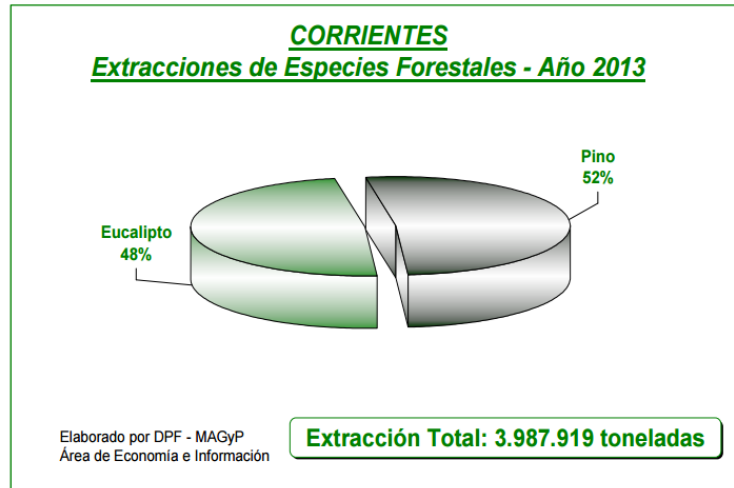 CORRIENTES
Extracciones de Especies Forestales - Año 2013
Pino
52%
Eucalipto
48%
Elaborado por DPF - MAGyP
Área de Economía e Información
Extracción Total: 3.987.919 toneladas